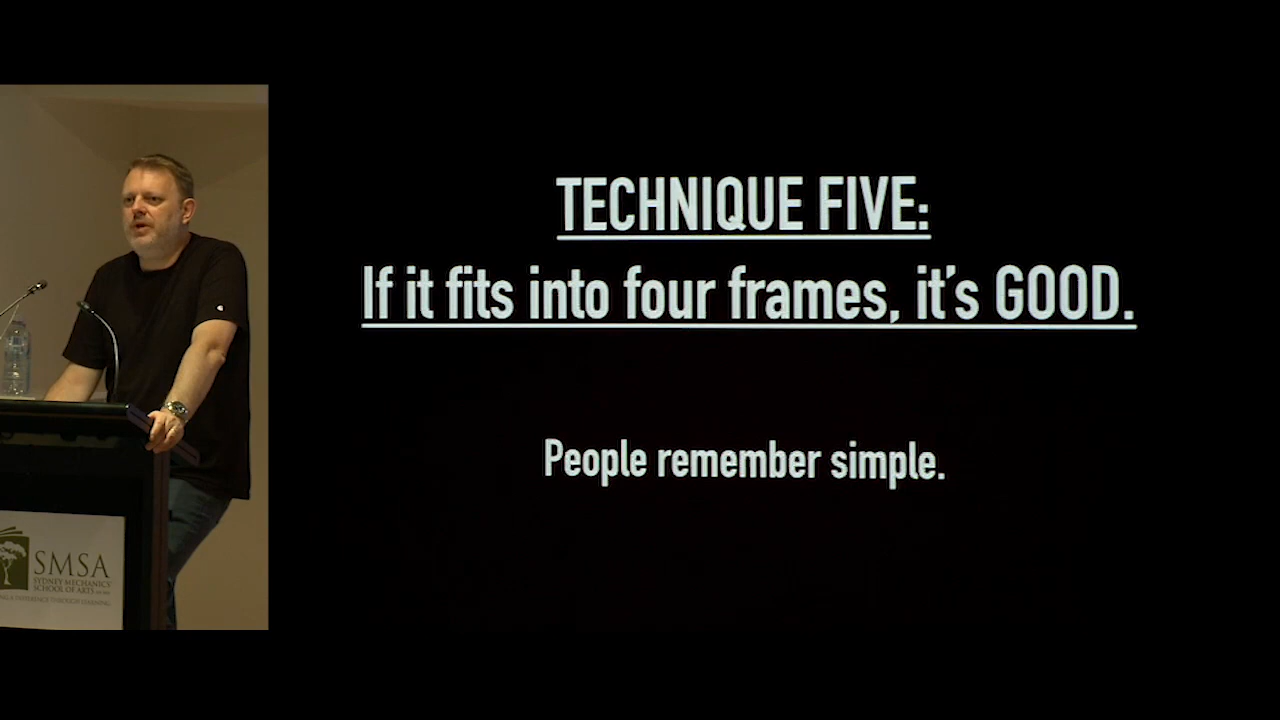 TECHNIQUE FIVE:
If it fits into four frames, it's GOOD.
People remember simple.
SMSA
SYDNEY MECHANICS'
SCHOOL OF ARTS